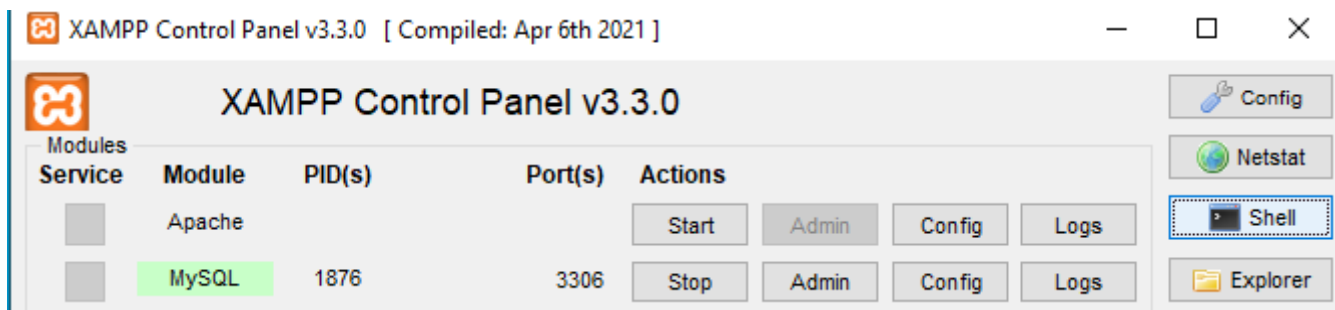 XAMPP Control Panel v3.3.0 [ Compiled: Apr 6th 2021 ]
XAMPP Control Panel v3.3.0
Config
Modules
Netstat
Service Module PID(s) Port(s) Actions
Apache Start Admin Config Logs
Shell
MySQL 1876 3306 Stop Admin Config Logs
Explorer